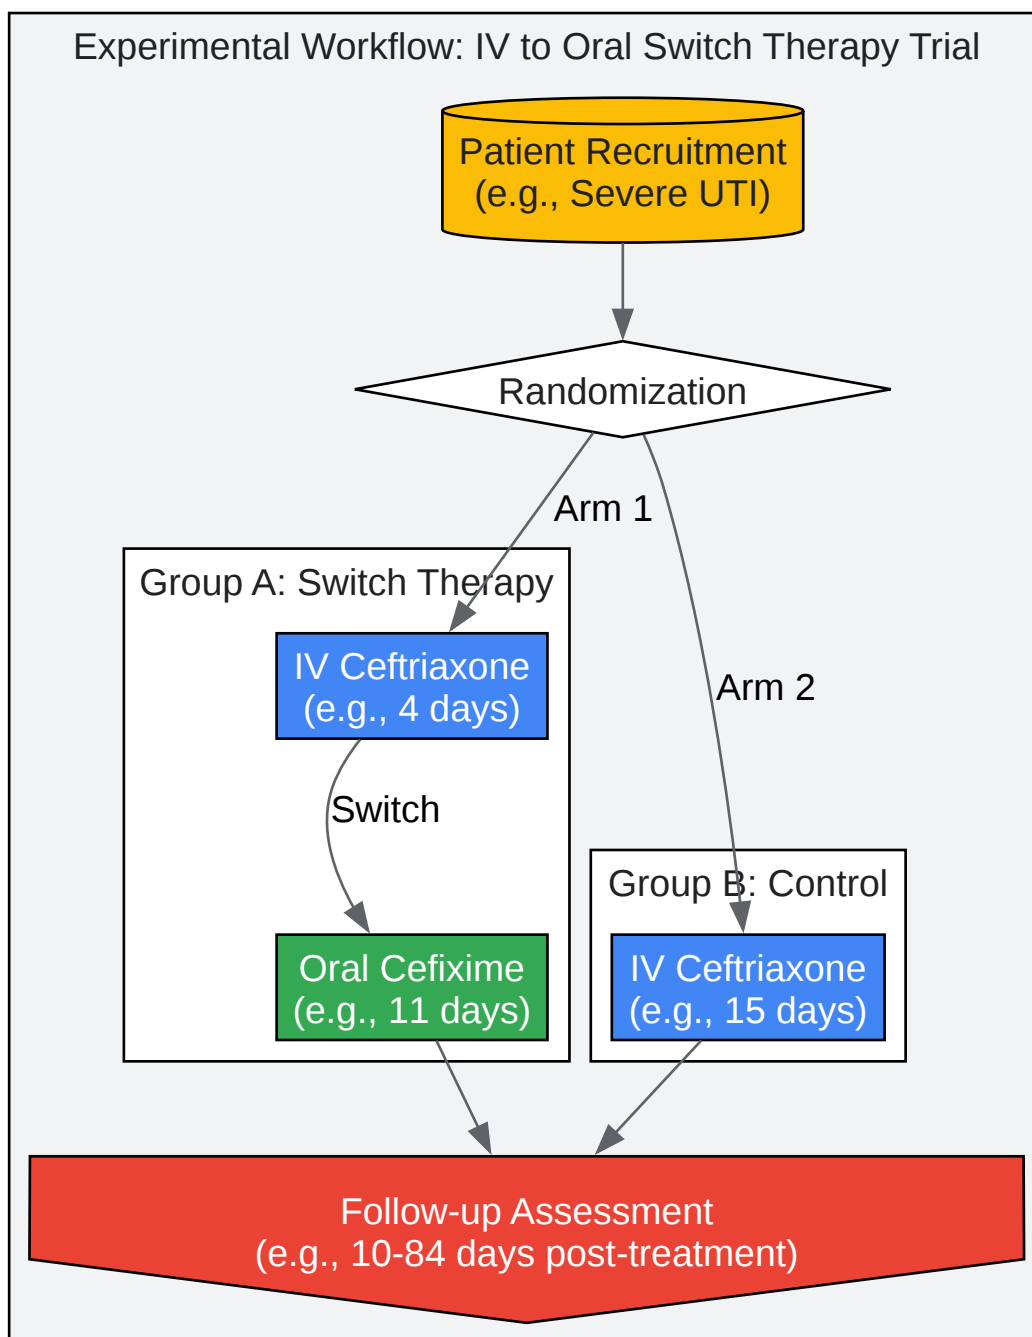 Experimental Workflow: IV to Oral Switch Therapy Trial
Patient Recruitment
(e.g., Severe UTI)
Randomization
Arm 1
Group A: Switch Therapy
IV Ceftriaxone
(e.g., 4 days)
Arm 2
Switch
Group B: Control
Oral Cefixime
(e.g., 11 days)
IV Ceftriaxone
(e.g., 15 days)
Follow-up Assessment
(e.g., 10-84 days post-treatment)